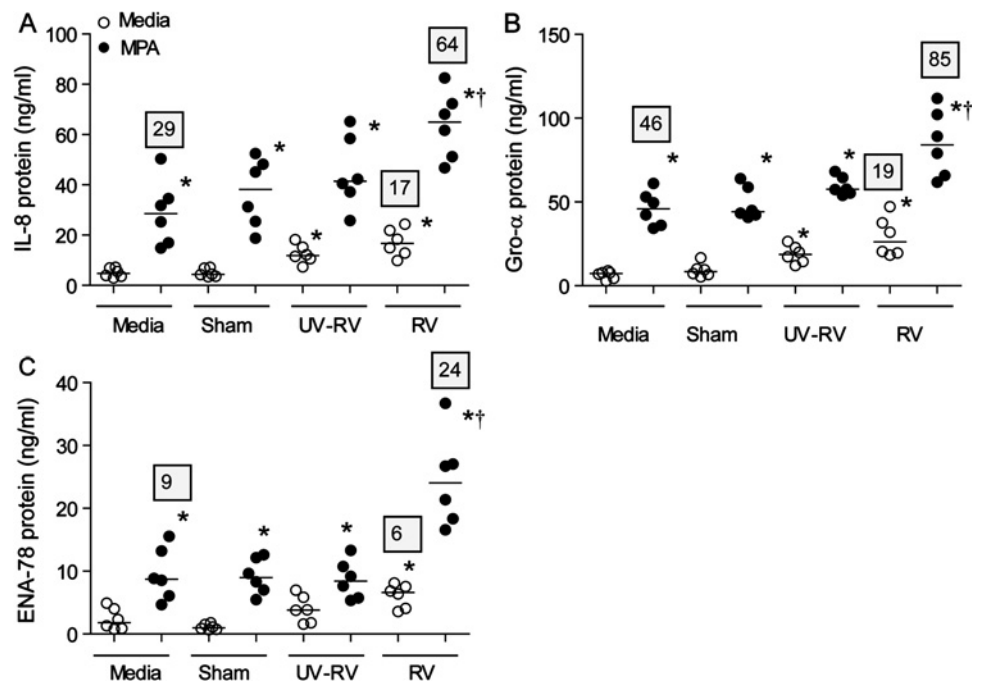 A
Media
MPA
IL-8 protein (ng/ml)
100
80
60
40
20
0
29
*
*
*
17
*
*
64
*†
Media
Sham
UV-RV
RV
B
Gro-α protein (ng/ml)
150
100
50
0
46
*
*
*
*
19
*
85
*†
Media
Sham
UV-RV
RV
C
ENA-78 protein (ng/ml)
40
30
20
10
0
9
*
*
*
6
*
24
*†
Media
Sham
UV-RV
RV